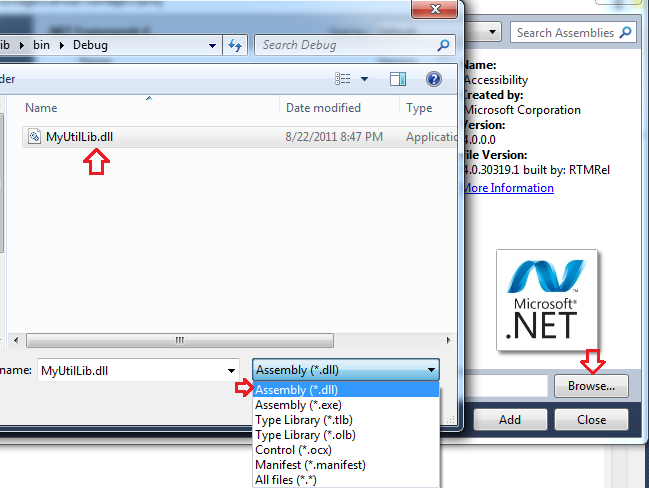 ib ▸ bin ▸ Debug
Search Debug
Search Assemblies
der
Name
Date modified
Type
MyUtilLib.dll
8/22/2011 8:47 PM
Applicatio
Name:
Accessibility
Created by:
Microsoft Corporation
Version:
4.0.0.0
File Version:
4.0.30319.1 built by: RTMRel
More Information
Microsoft®
.NET
name:
MyUtilLib.dll
Assembly (*.dll)
Assembly (*.dll)
Assembly (*.exe)
Type Library (*.tlb)
Type Library (*.olb)
Control (*.ocx)
Manifest (*.manifest)
All files (*.*)
Browse...
Add
Close